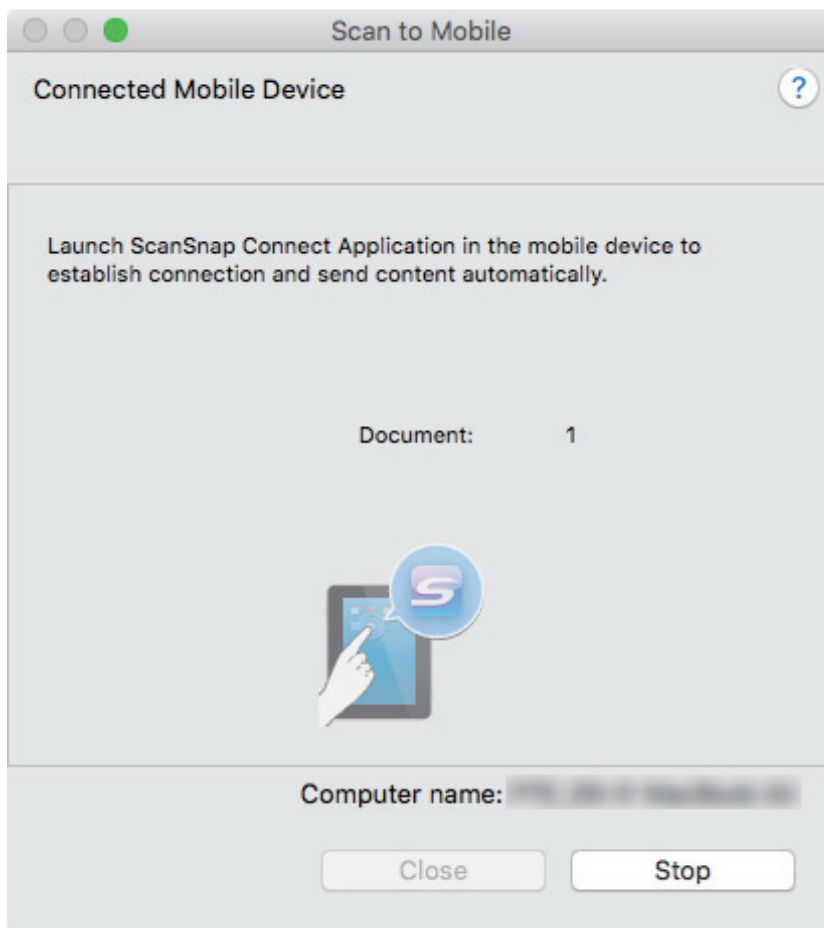 Scan to Mobile
Connected Mobile Device
?
Launch ScanSnap Connect Application in the mobile device to
establish connection and send content automatically.
Document: 1
S
Computer name:
Close
Stop